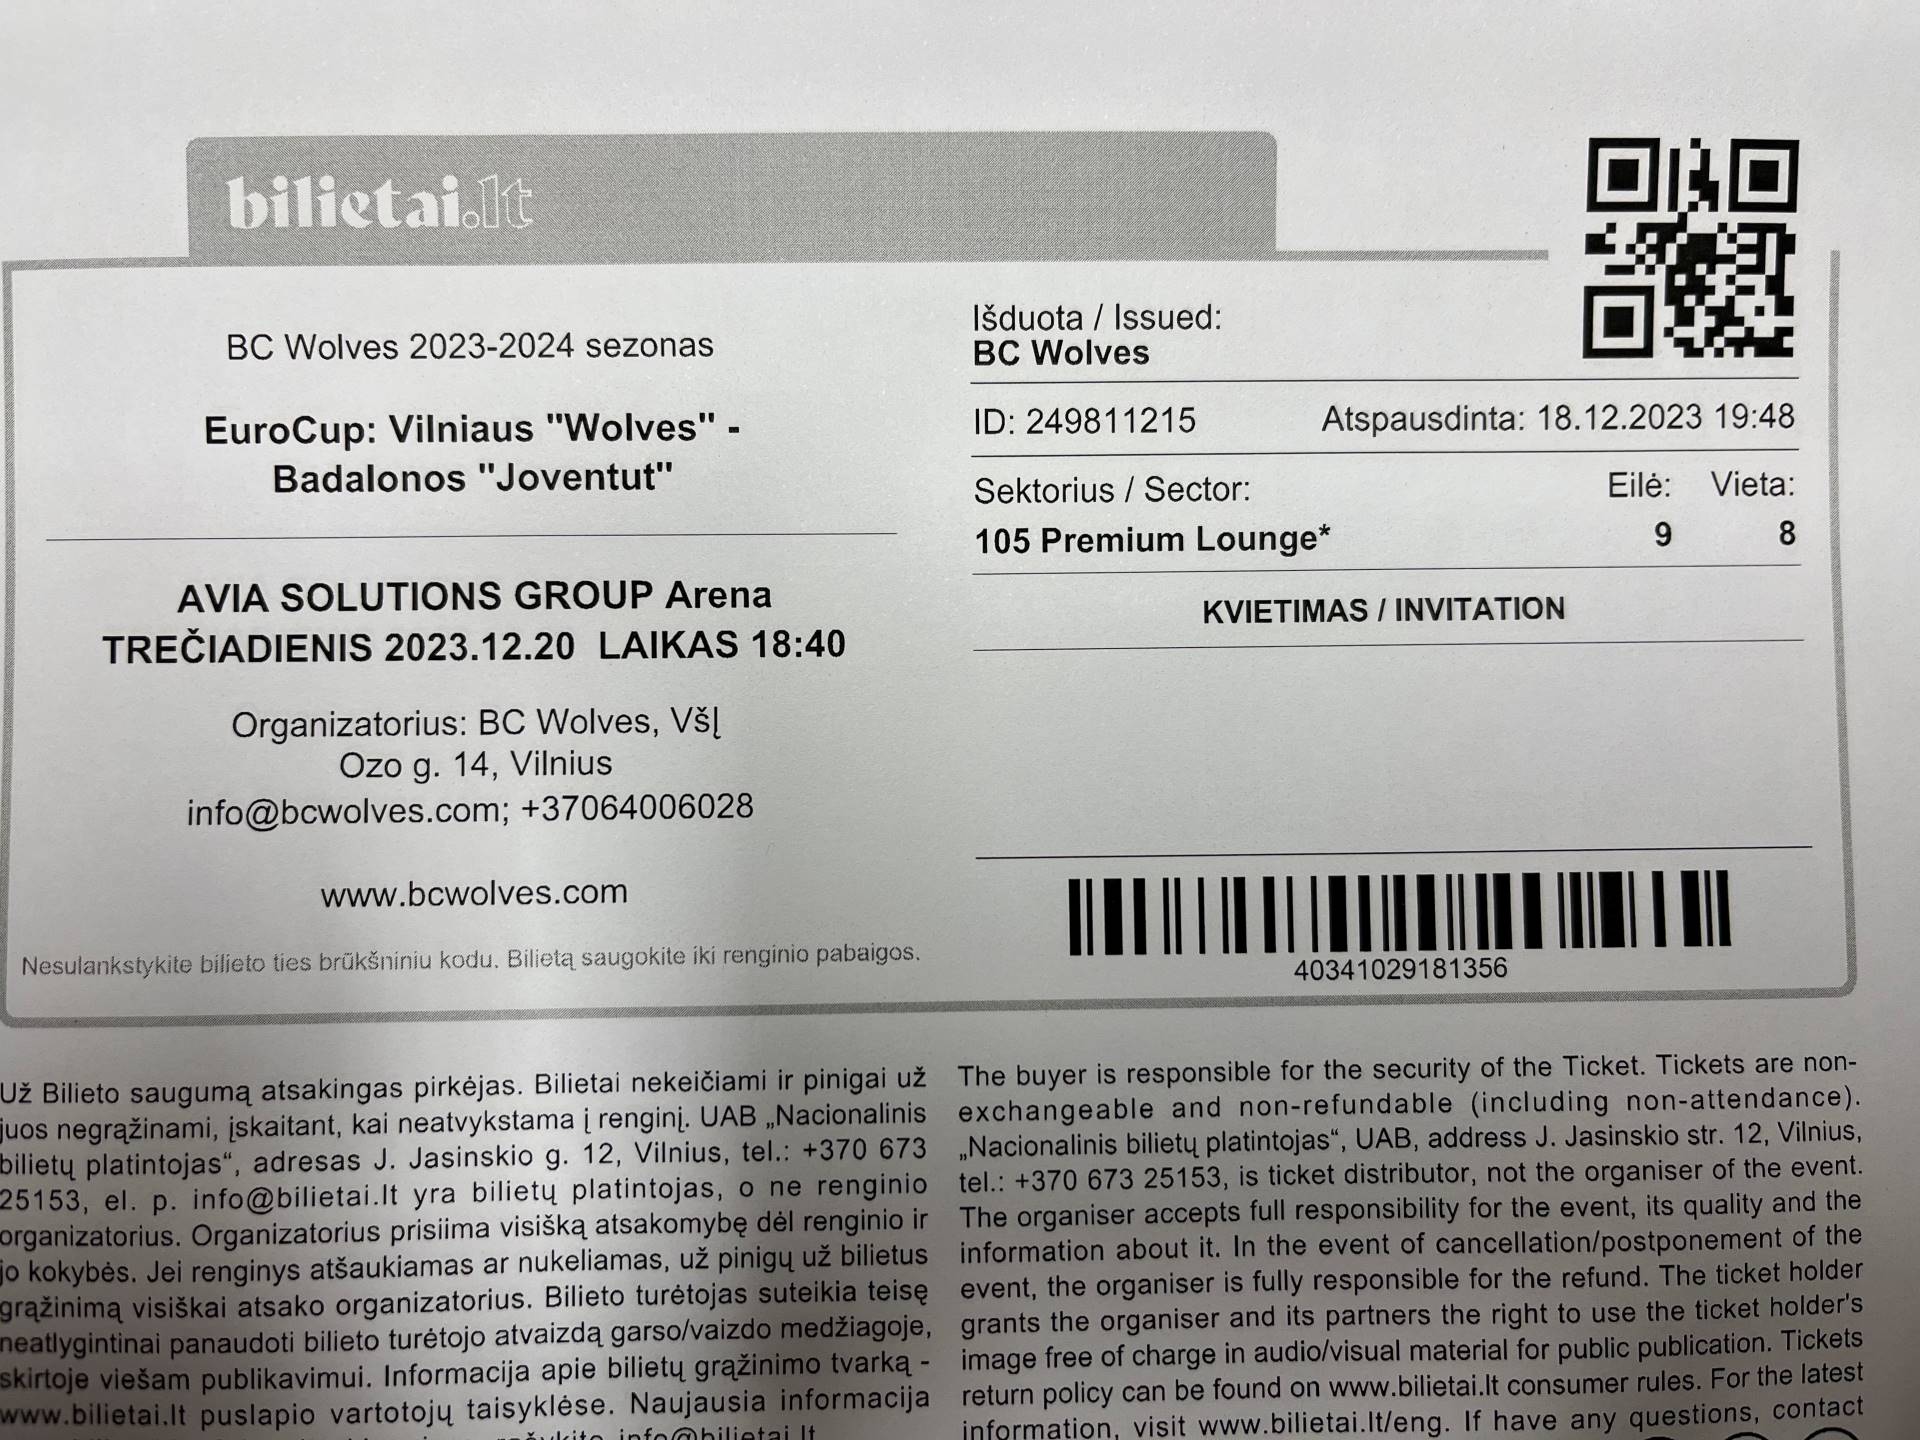 bilietai.lt
BC Wolves 2023-2024 sezonas
EuroCup: Vilniaus "Wolves" -
Badalonos "Joventut"
AVIA SOLUTIONS GROUP Arena
TREČIADIENIS 2023.12.20 LAIKAS 18:40
Organizatorius: BC Wolves, VšĮ
Ozo g. 14, Vilnius
info@bcwolves.com; +37064006028
www.bcwolves.com
Nesulankstykite bilieto ties brūkšniniu kodu. Bilietą saugokite iki renginio pabaigos.
Išduota / Issued:
BC Wolves
ID: 249811215 Atspausdinta: 18.12.2023 19:48
Sektorius / Sector: Eilė: Vieta:
105 Premium Lounge* 9 8
KVIETIMAS / INVITATION
40341029181356
Už Bilieto saugumą atsakingas pirkėjas. Bilietai nekeičiami ir pinigai už
juos negrąžinami, įskaitant, kai neatvykstama į renginį. UAB „Nacionalinis
bilietų platintojas“, adresas J. Jasinskio g. 12, Vilnius, tel.: +370 673
25153, el. p. info@bilietai.lt yra bilietų platintojas, o ne renginio
organizatorius. Organizatorius prisiima visišką atsakomybę dėl renginio ir
jo kokybės. Jei renginys atšaukiamas ar nukeliamas, už pinigų už bilietus
grąžinimą visiškai atsako organizatorius. Bilieto turėtojas suteikia teisę
neatlygintinai panaudoti bilieto turėtojo atvaizdą garso/vaizdo medžiagoje,
skirtoje viešam publikavimui. Informacija apie bilietų grąžinimo tvarką -
www.bilietai.lt puslapio vartotojų taisyklėse. Naujausia informacija
info@bilietai.lt
The buyer is responsible for the security of the Ticket. Tickets are non-
exchangeable and non-refundable (including non-attendance).
„Nacionalinis bilietų platintojas“, UAB, address J. Jasinskio str. 12, Vilnius,
tel.: +370 673 25153, is ticket distributor, not the organiser of the event.
The organiser accepts full responsibility for the event, its quality and the
information about it. In the event of cancellation/postponement of the
event, the organiser is fully responsible for the refund. The ticket holder
grants the organiser and its partners the right to use the ticket holder's
image free of charge in audio/visual material for public publication. Tickets
return policy can be found on www.bilietai.lt consumer rules. For the latest
information, visit www.bilietai.lt/eng. If have any questions, contact